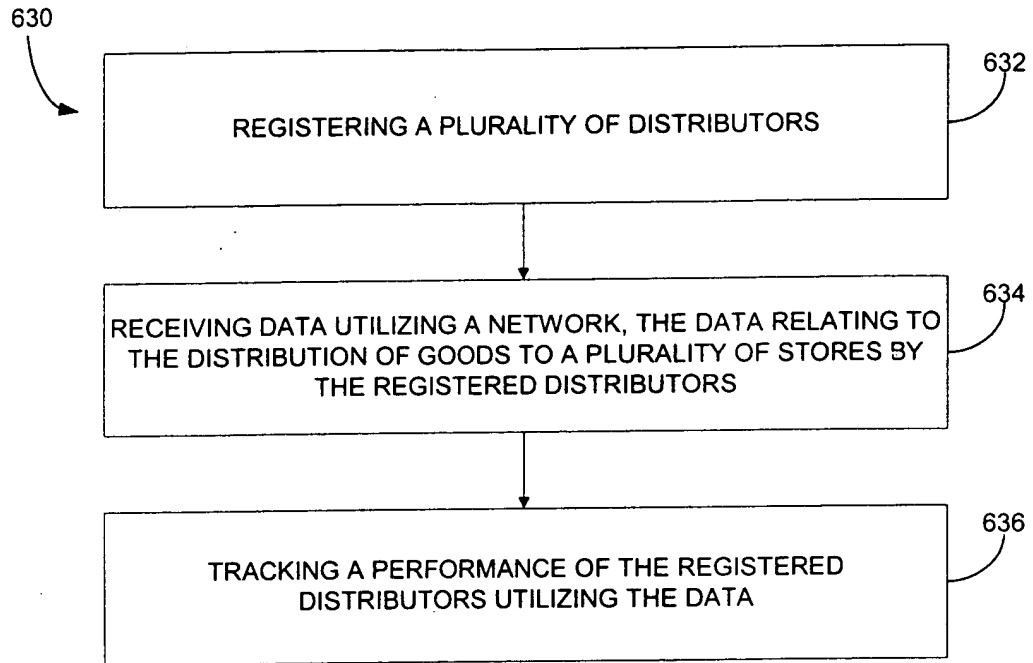 630
632
REGISTERING A PLURALITY OF DISTRIBUTORS
634
RECEIVING DATA UTILIZING A NETWORK, THE DATA RELATING TO
THE DISTRIBUTION OF GOODS TO A PLURALITY OF STORES BY
THE REGISTERED DISTRIBUTORS
636
TRACKING A PERFORMANCE OF THE REGISTERED
DISTRIBUTORS UTILIZING THE DATA